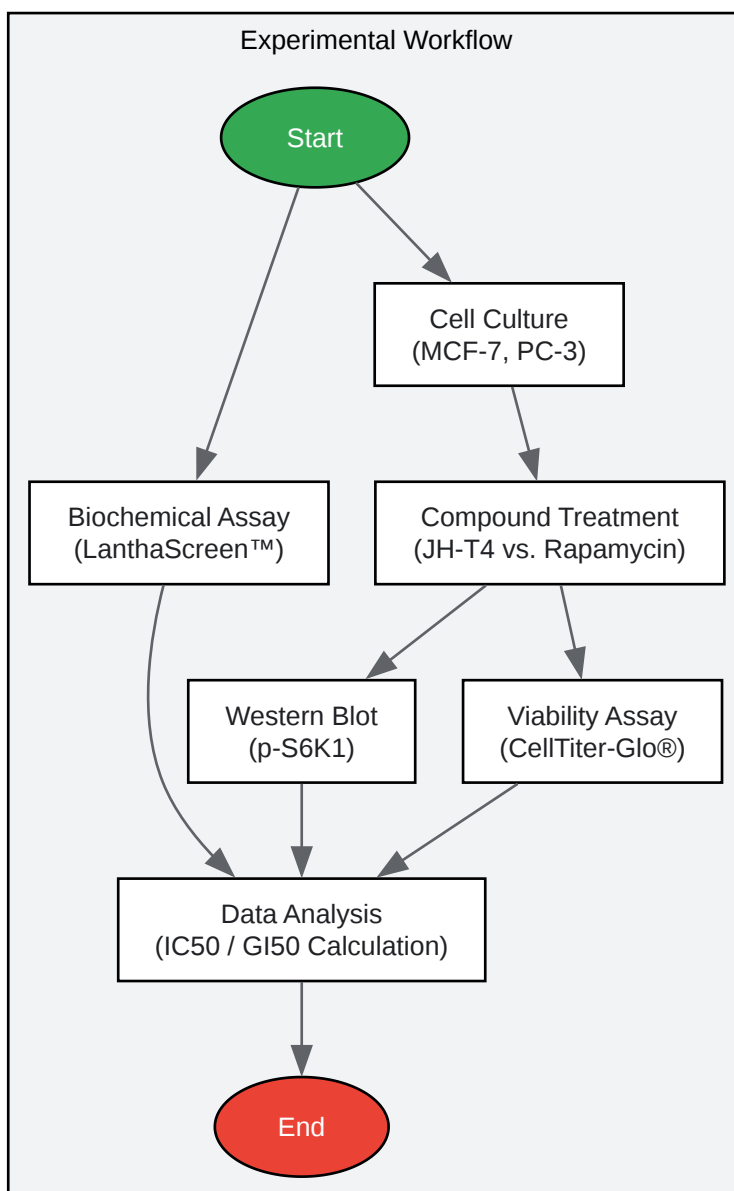 Experimental Workflow
Start
Cell Culture
(MCF-7, PC-3)
Biochemical Assay
(LanthaScreen™)
Compound Treatment
(JH-T4 vs. Rapamycin)
Western Blot
(p-S6K1)
Viability Assay
(CellTiter-Glo®)
Data Analysis
(IC50 / GI50 Calculation)
End